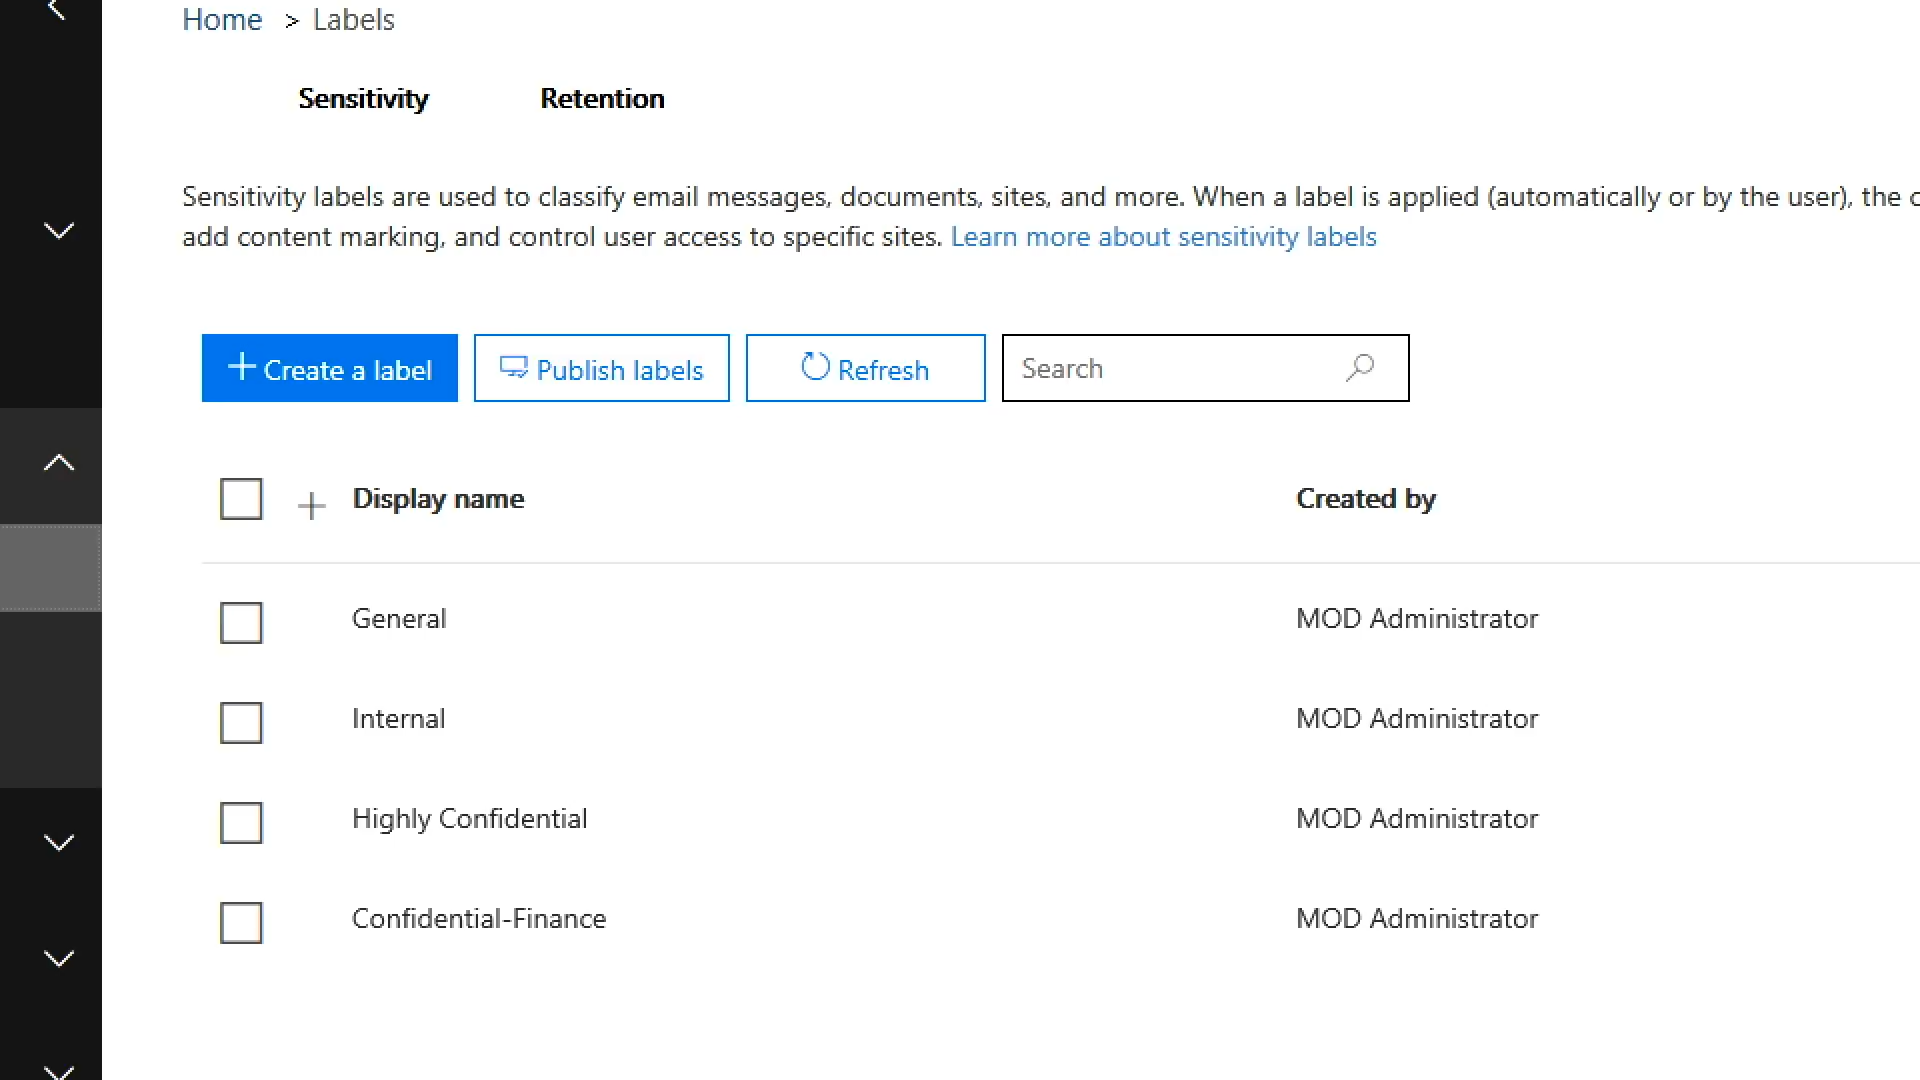 Home > Labels
Sensitivity Retention
Sensitivity labels are used to classify email messages, documents, sites, and more. When a label is applied (automatically or by the user), the
add content marking, and control user access to specific sites. Learn more about sensitivity labels
Create a label Publish labels Refresh Search
Display name Created by
General MOD Administrator
Internal MOD Administrator
Highly Confidential MOD Administrator
Confidential-Finance MOD Administrator